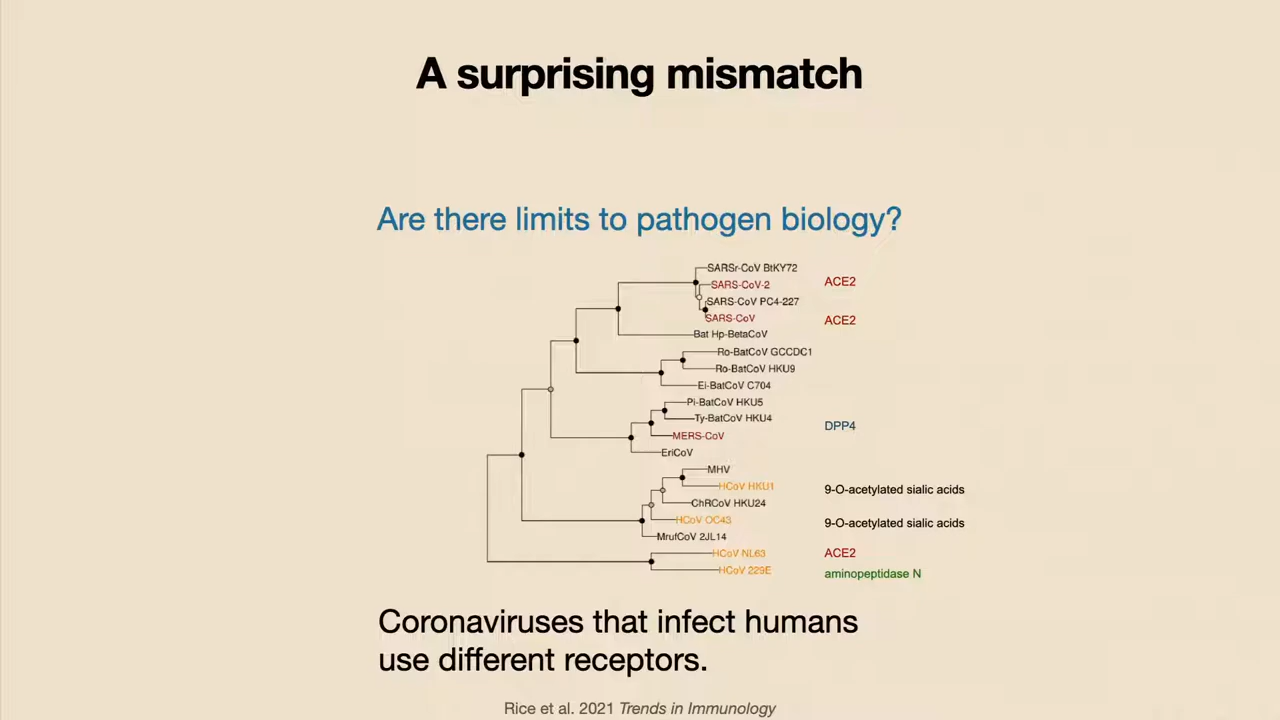 A surprising mismatch
Are there limits to pathogen biology?
SARSr-CoV BtKY72
SARS-CoV-2
ACE2
SARS-CoV PC4-227
SARS-CoV
ACE2
Bat Hp-BetaCoV
Ro-BatCoV GCCDC1
Ro-BatCoV HKU9
Ei-BatCoV C704
Pi-BatCoV HKU5
Ty-BatCoV HKU4
DPP4
MERS-CoV
EriCoV
MHV
HCoV HKU1
9-O-acetylated sialic acids
ChRCoV HKU24
HCoV OC43
9-O-acetylated sialic acids
MrufCoV 2JL14
HCoV NL63
ACE2
HCoV 229E
aminopeptidase N
Coronaviruses that infect humans
use different receptors.
Rice et al. 2021 Trends in Immunology